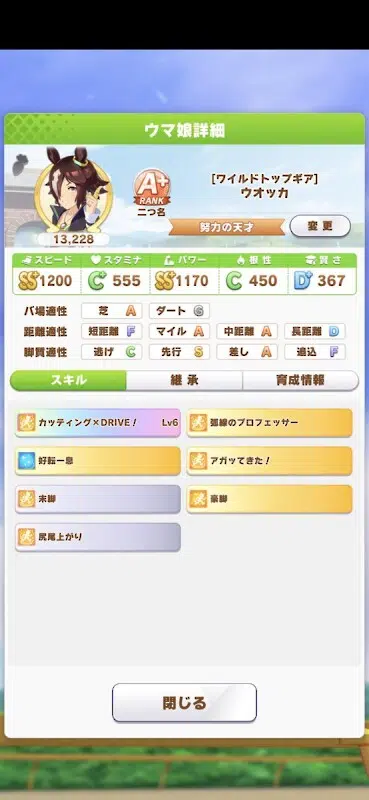 ウマ娘詳細
[ワイルドトップギア]
ウオッカ
A+
RANK
二つ名
努力の天才
変更
13,228
スピード スタミナ パワー 根性 賢さ
SS 1200 C+ 555 SS 1170 C 450 D+ 367
バ場適性 芝 A ダート G
距離適性 短距離 F マイル A 中距離 A 長距離 D
脚質適性 逃げ C 先行 S 差し A 追込 F
スキル 継承 育成情報
カッティング×DRIVE! Lv6 弧線のプロフェッサー
好転一息 アガッてきた!
末脚 豪脚
尻尾上がり
閉じる